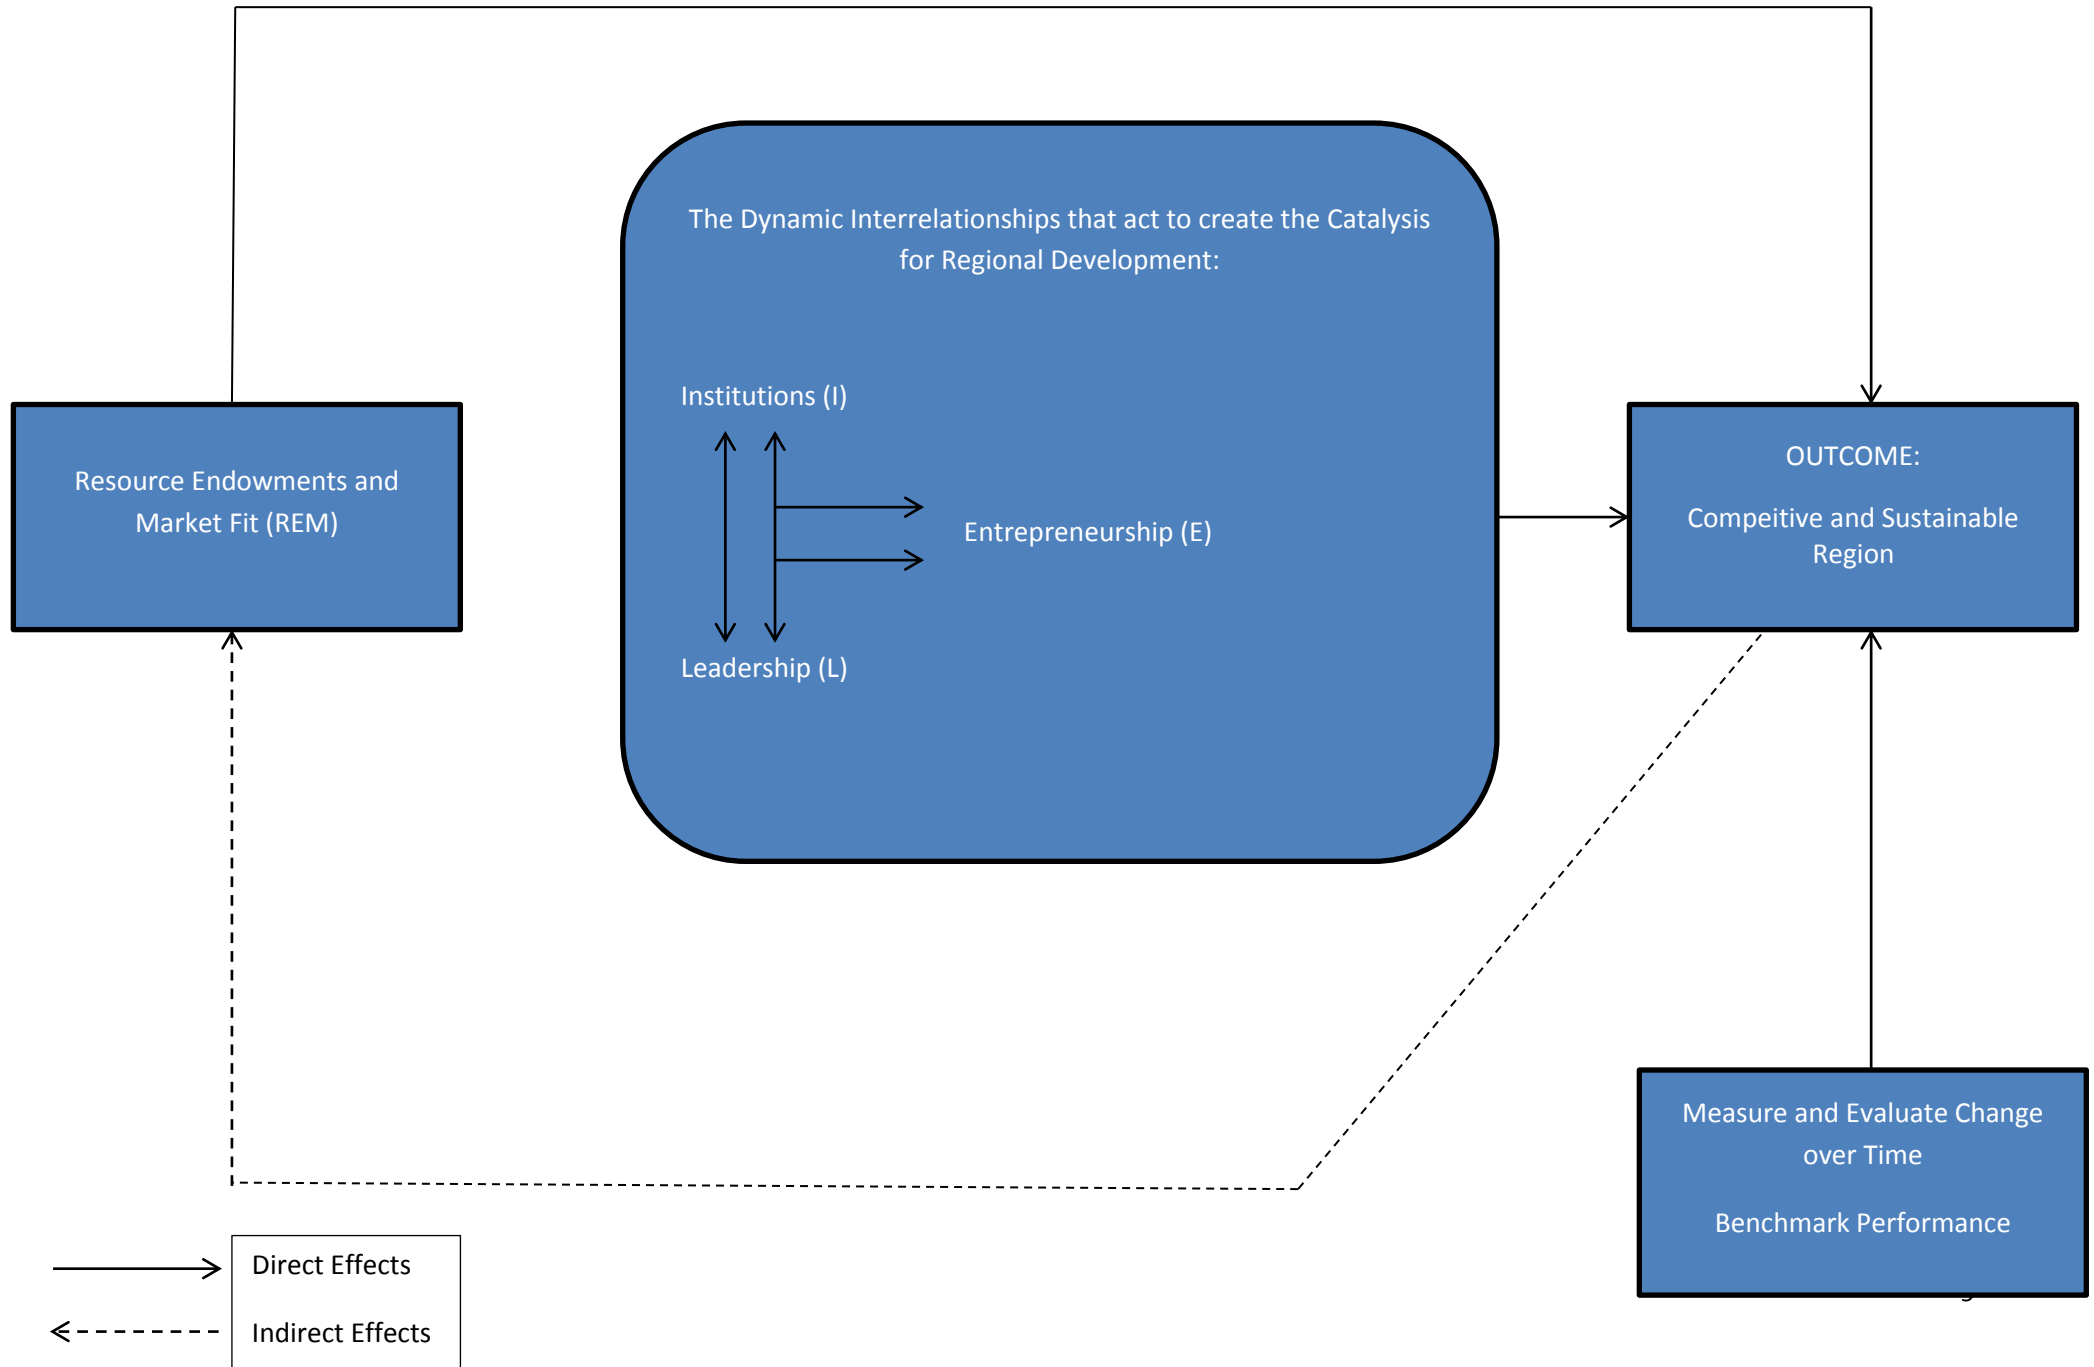 The Dynamic Interrelationships that act to create the Catalysis
for Regional Development:
Institutions (I)
Resource Endowments and
Market Fit (REM)
Entrepreneurship (E)
Leadership (L)
OUTCOME:
Compeitive and Sustainable
Region
Measure and Evaluate Change
over Time
Benchmark Performance
Direct Effects
Indirect Effects